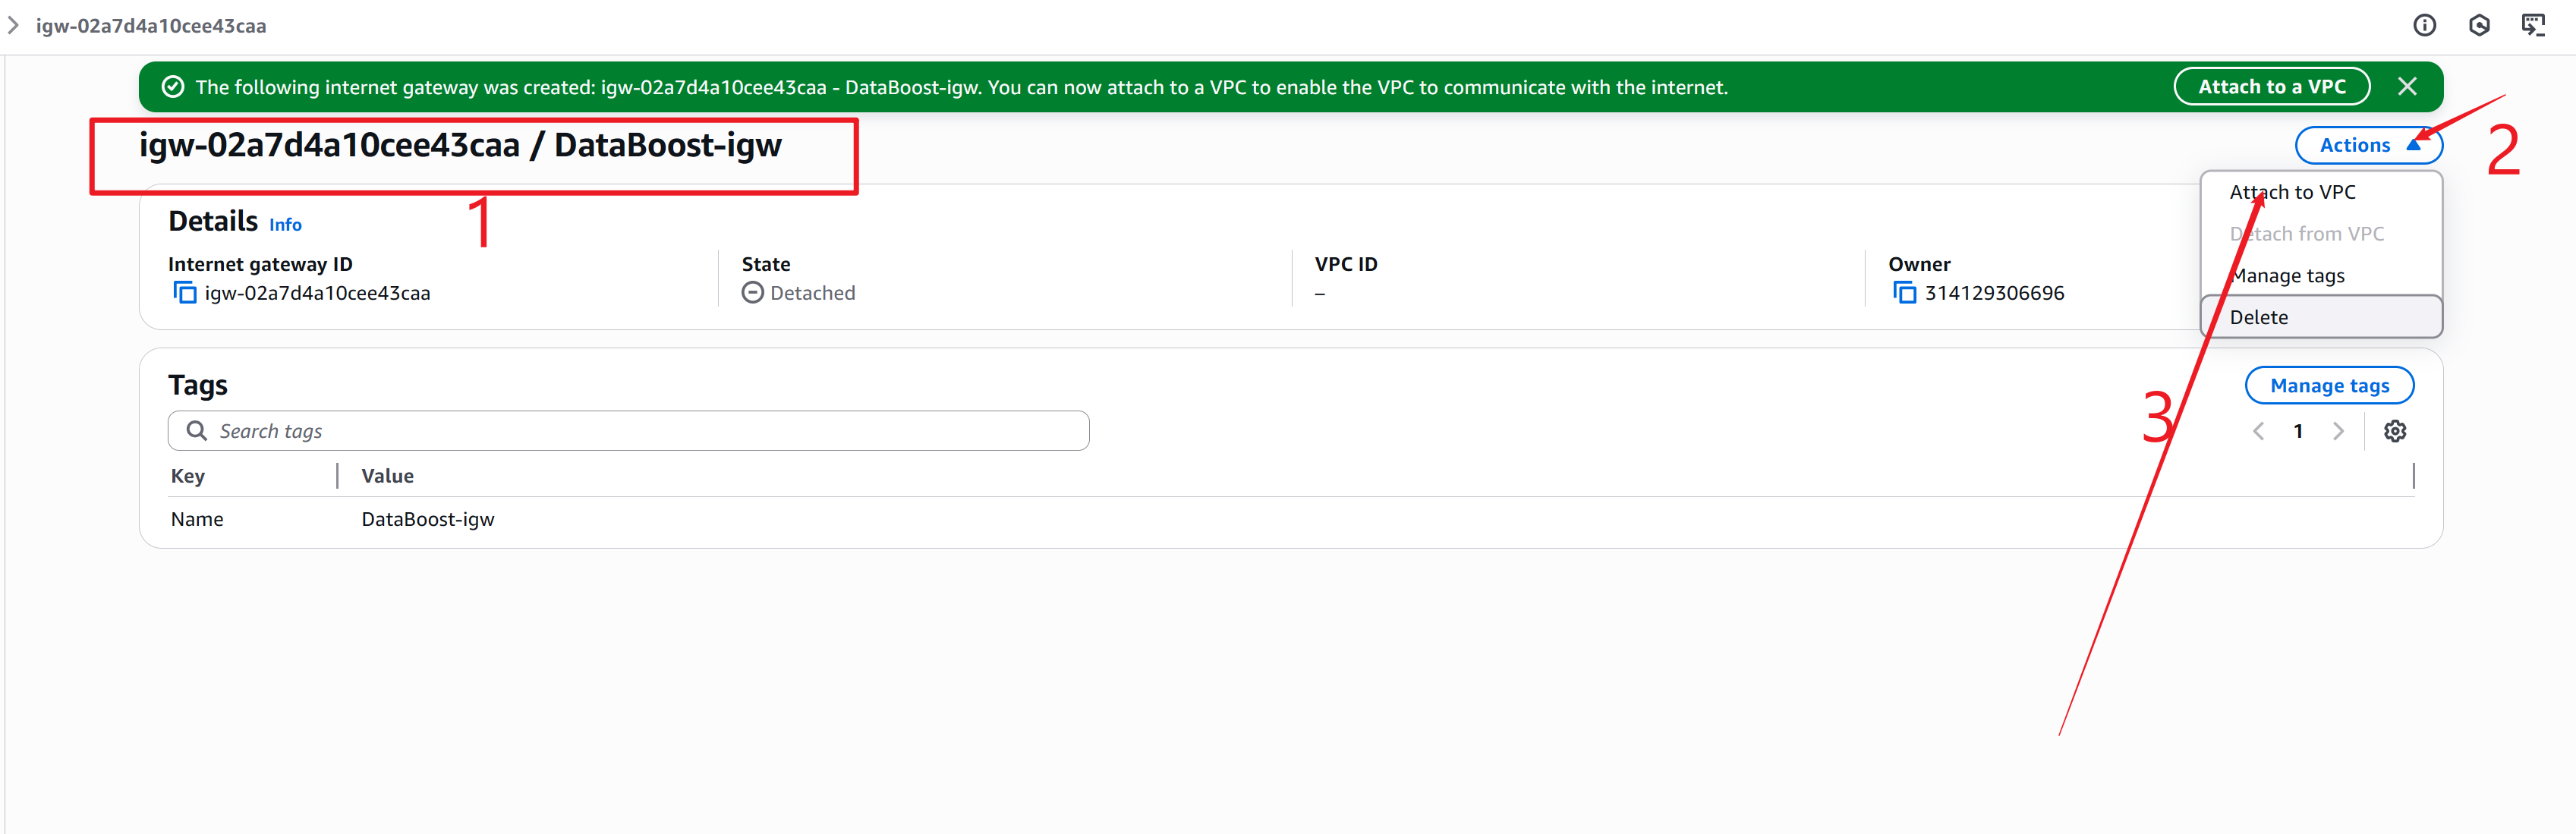 igw-02a7d4a10cee43caa
The following internet gateway was created: igw-02a7d4a10cee43caa - DataBoost-igw. You can now attach to a VPC to enable the VPC to communicate with the internet.
Attach to a VPC
igw-02a7d4a10cee43caa / DataBoost-igw
Actions
2
Attach to VPC
Detach from VPC
Manage tags
Delete
1
Details Info
Internet gateway ID
igw-02a7d4a10cee43caa
State
Detached
VPC ID
–
Owner
314129306696
Tags
Manage tags
3
Search tags
1
Key Value
Name DataBoost-igw